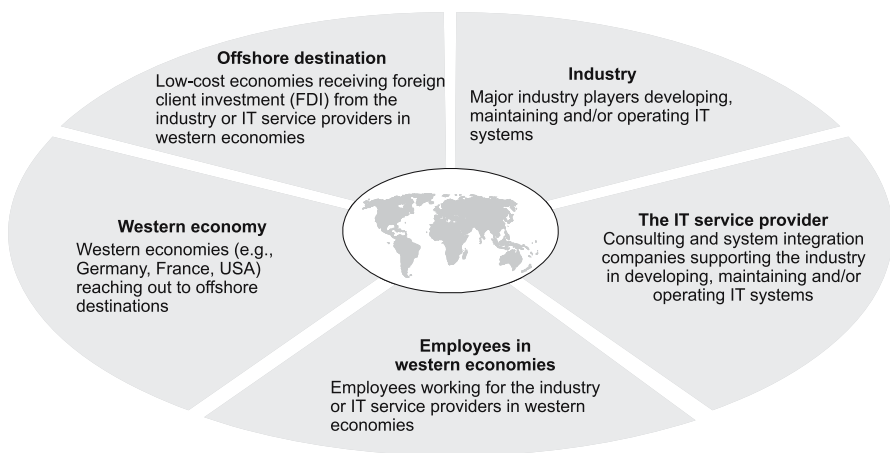 Offshore destination
Low-cost economies receiving foreign
client investment (FDI) from the
industry or IT service providers in
western economies
Industry
Major industry players developing,
maintaining and/or operating IT
systems
Western economy
Western economies (e.g.,
Germany, France, USA)
reaching out to offshore
destinations
The IT service provider
Consulting and system integration
companies supporting the industry
in developing, maintaining and/or
operating IT systems
Employees in
western economies
Employees working for the industry
or IT service providers in western
economies